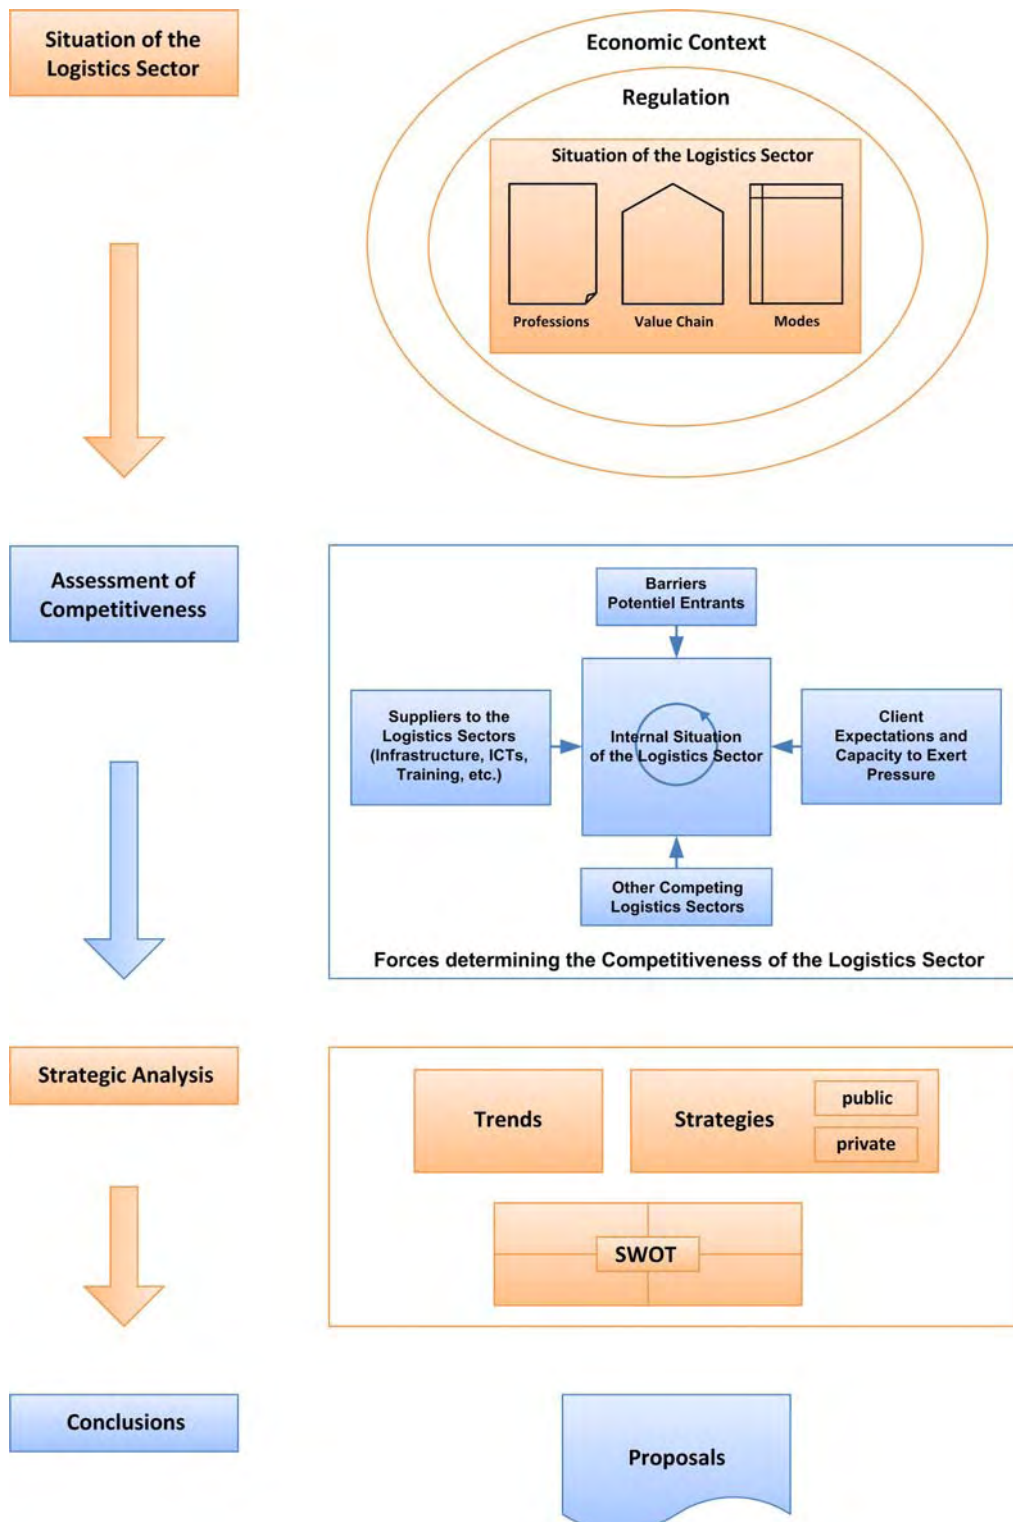 Situation of the
Logistics Sector
Economic Context
Regulation
Situation of the Logistics Sector
Professions
Value Chain
Modes
Assessment of
Competitiveness
Barriers
Potentiel Entrants
Suppliers to the
Logistics Sectors
(Infrastructure, ICTs,
Training, etc.)
Internal Situation
of the Logistics Sector
Client
Expectations and
Capacity to Exert
Pressure
Other Competing
Logistics Sectors
Forces determining the Competitiveness of the Logistics Sector
Strategic Analysis
Trends
Strategies
public
private
SWOT
Conclusions
Proposals